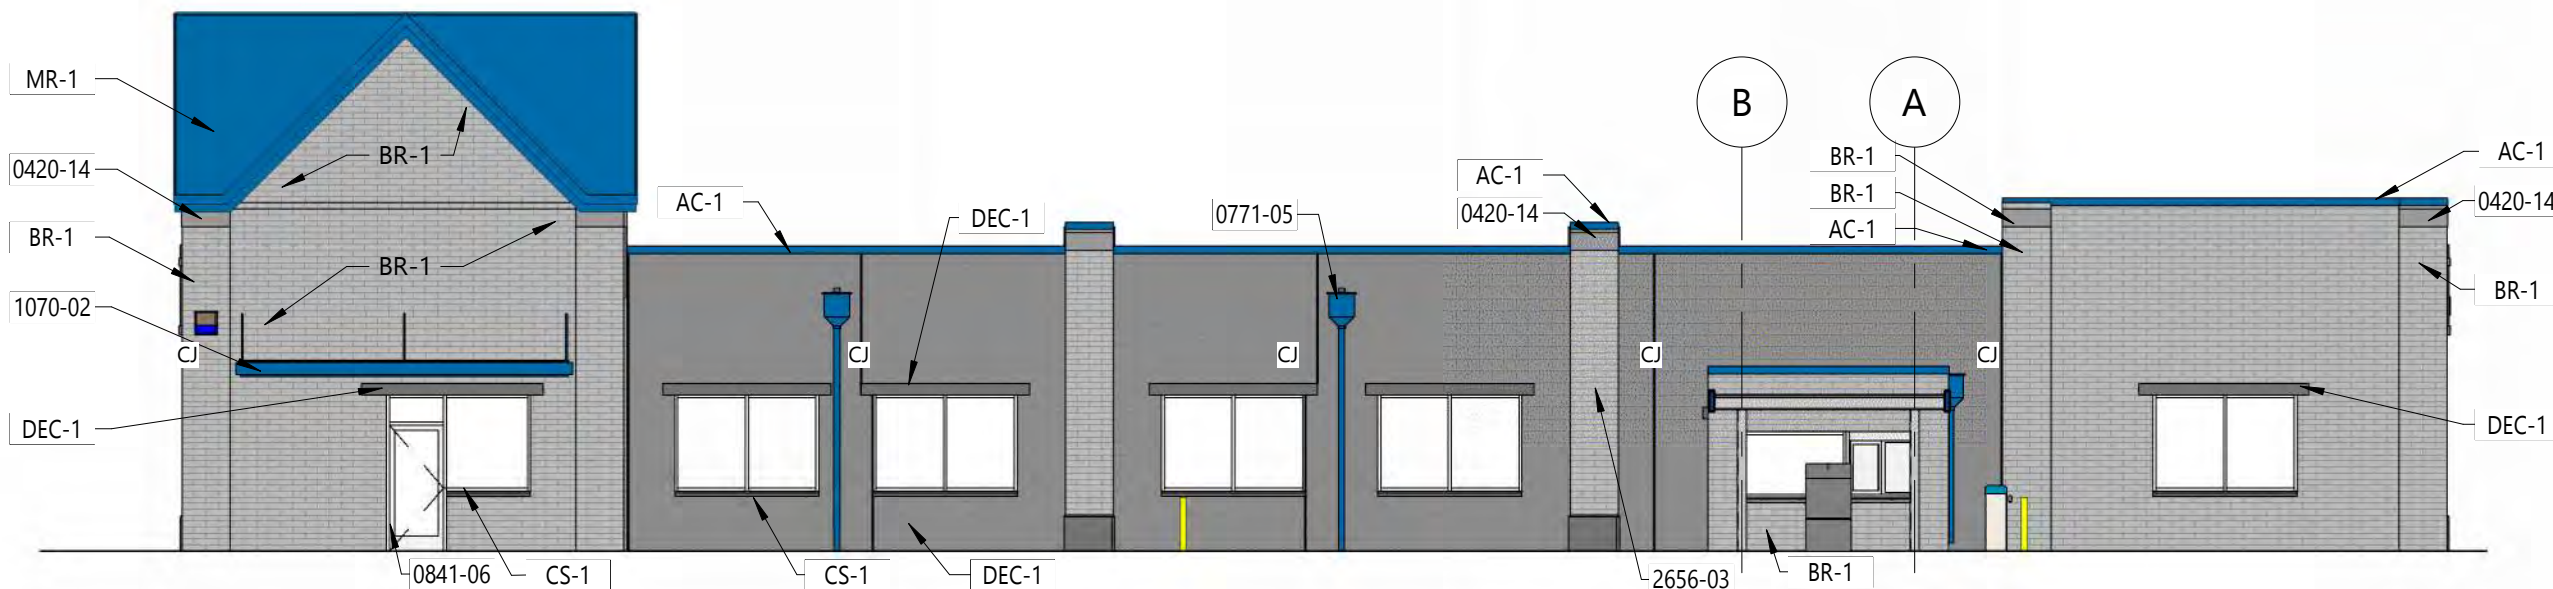 MR-1
BR-1
B
A
BR-1
AC-1
0420-14
AC-1
BR-1
AC-1
DEC-1
0771-05
0420-14
AC-1
0420-14
BR-1
BR-1
BR-1
1070-02
CJ
CJ
CJ
CJ
CJ
DEC-1
DEC-1
0841-06
CS-1
CS-1
DEC-1
2656-03
BR-1